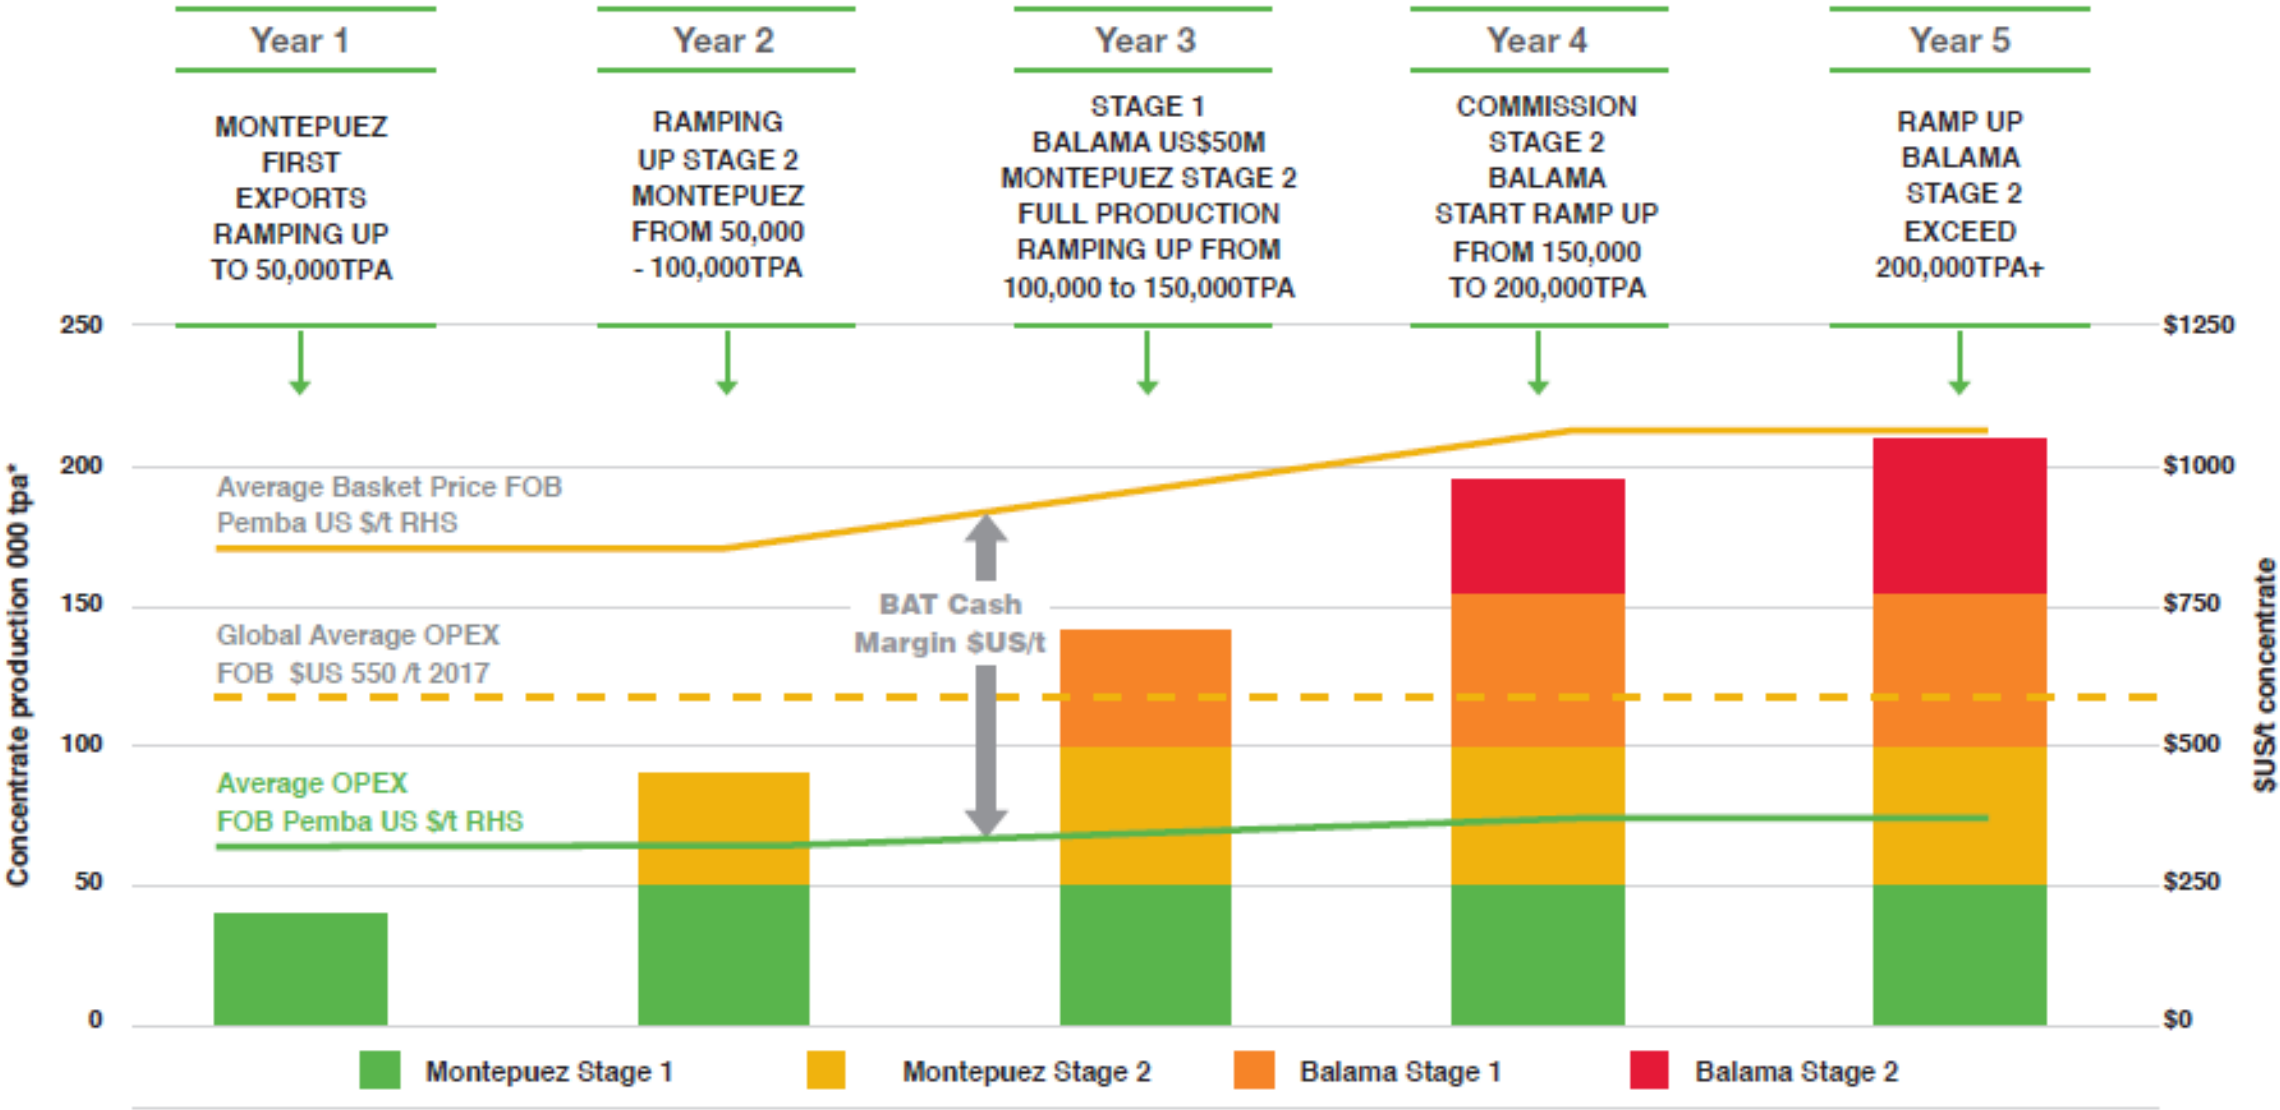 Year 1
MONTEPUEZ
FIRST
EXPORTS
RAMPING UP
TO 50,000TPA
Year 2
RAMPING
UP STAGE 2
MONTEPUEZ
FROM 50,000
- 100,000TPA
Year 3
STAGE 1
BALAMA US$50M
MONTEPUEZ STAGE 2
FULL PRODUCTION
RAMPING UP FROM
100,000 to 150,000TPA
Year 4
COMMISSION
STAGE 2
BALAMA
START RAMP UP
FROM 150,000
TO 200,000TPA
Year 5
RAMP UP
BALAMA
STAGE 2
EXCEED
200,000TPA+
Concentrate production 000 tpa*
250
200
150
100
50
0
Average Basket Price FOB
Pemba US $/t RHS
Global Average OPEX
FOB $US 550 /t 2017
Average OPEX
FOB Pemba US $/t RHS
BAT Cash
Margin $US/t
$1250
$1000
$750
$500
$250
$0
$US/t concentrate
Montepuez Stage 1
Montepuez Stage 2
Balama Stage 1
Balama Stage 2